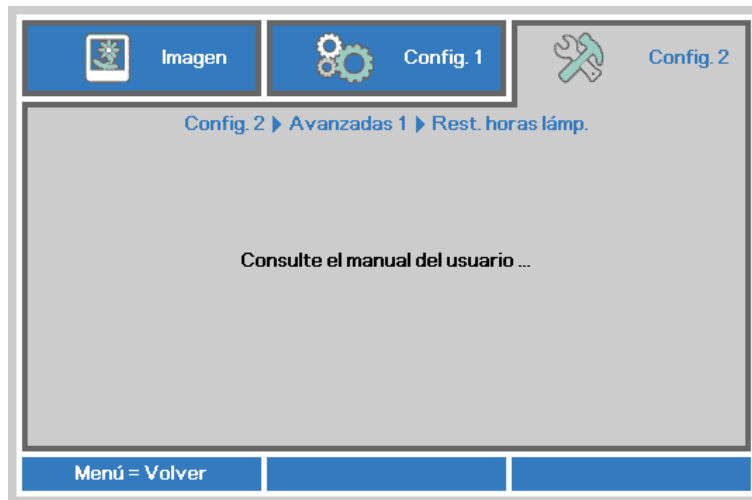 Imagen
Config. 1
Config. 2
Config. 2 ▶ Avanzadas 1 ▶ Rest. horas lámp.
Consulte el manual del usuario ...
Menú = Volver